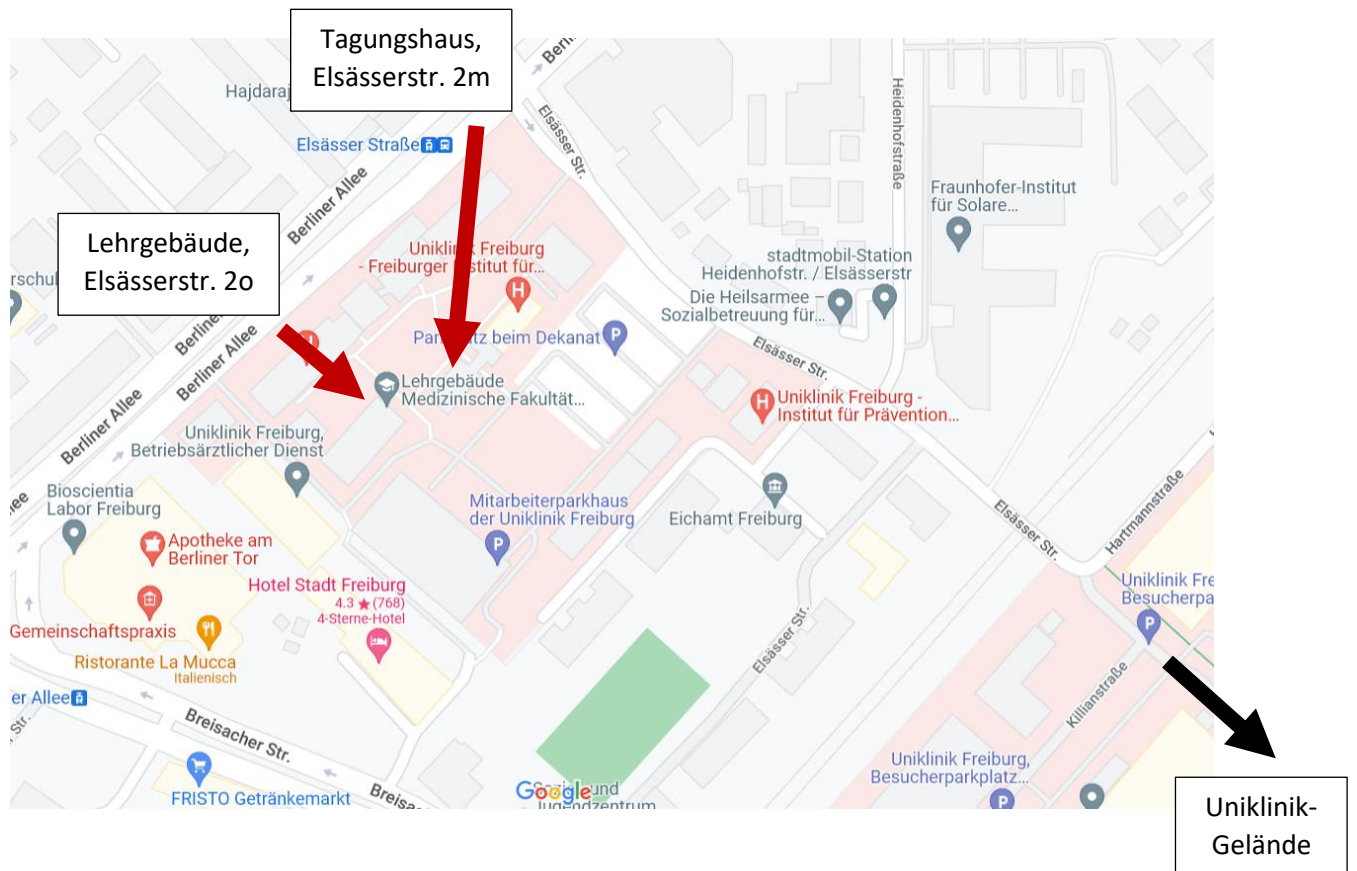 Tagungshaus,
Elsässerstr. 2m
Hajdaraj
Elsässer Straße
Elsässer Str.
Heidenhofstraße
Berliner Allee
Fraunhofer-Institut
für Solare...
Lehrgebäude,
Elsässerstr. 2o
Uniklinik Freiburg
- Freiburger Institut für...
stadtmobil-Station
Heidenhofstr. / Elsässerstr
Die Heilsarmee –
Sozialbetreuung für...
Berliner Allee
Parkplatz beim Dekanat
P
H
Elsässer Str.
Lehrgebäude
Medizinische Fakultät...
Uniklinik Freiburg -
Institut für Prävention...
H
Berliner Allee
Berliner Allee
Uniklinik Freiburg,
Betriebsärztlicher Dienst
Bioscientia
Labor Freiburg
Mitarbeiterparkhaus
der Uniklinik Freiburg
P
Eichamt Freiburg
Elsässer Str.
Hartmannstraße
Apotheke am
Berliner Tor
Hotel Stadt Freiburg
4.3 ★ (768)
4-Sterne-Hotel
Uniklinik Fre
Besucherpa
P
Gemeinschaftspraxis
Ristorante La Mucca
Italienisch
Elsässer Str.
Killianstraße
er Allee
Str.
Breisacher Str.
Uniklinik Freiburg,
Besucherparkplatz...
P
FRISTO Getränkemarkt
Google
und
Jugendzentrum
Uniklinik-
Gelände